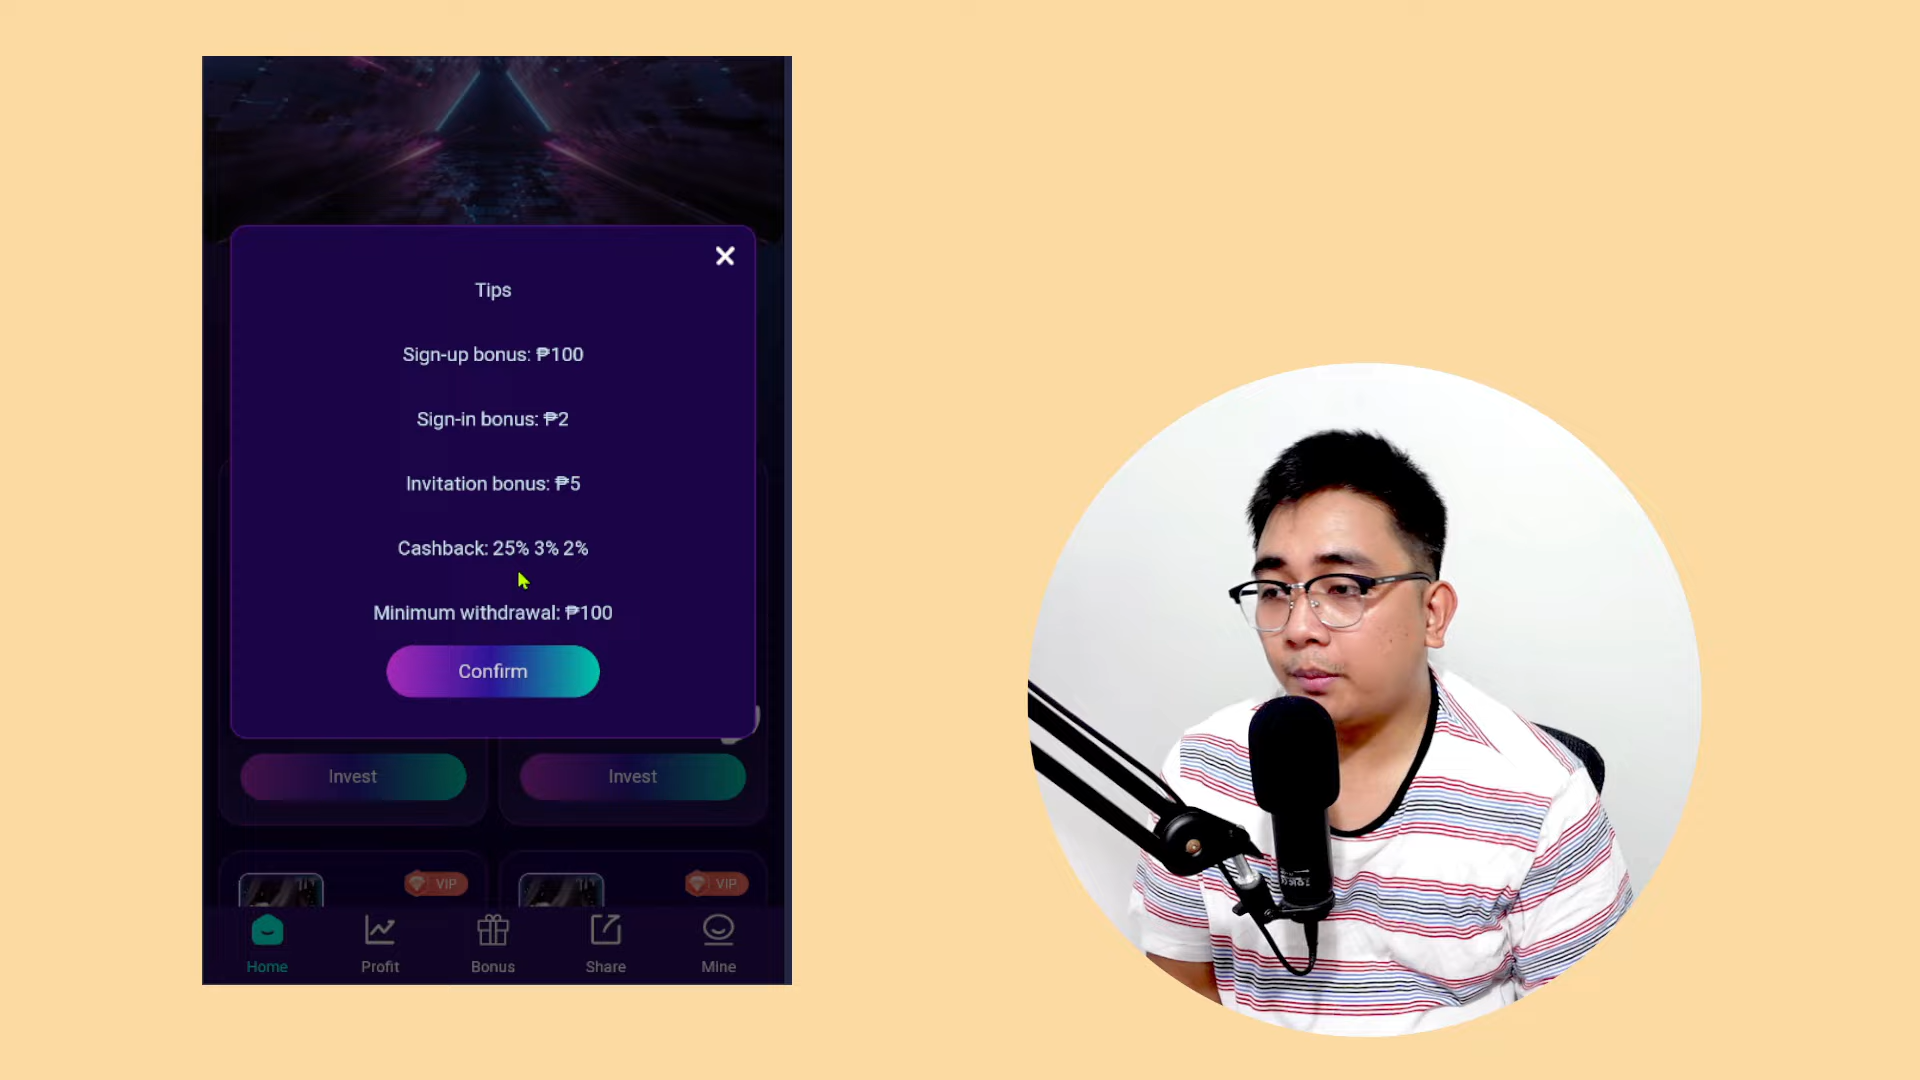 Tips
Sign-up bonus: ₱100
Sign-in bonus: ₱2
Invitation bonus: ₱5
Cashback: 25% 3% 2%
Minimum withdrawal: ₱100
Confirm
Invest Invest
VIP VIP
Home Profit Bonus Share Mine